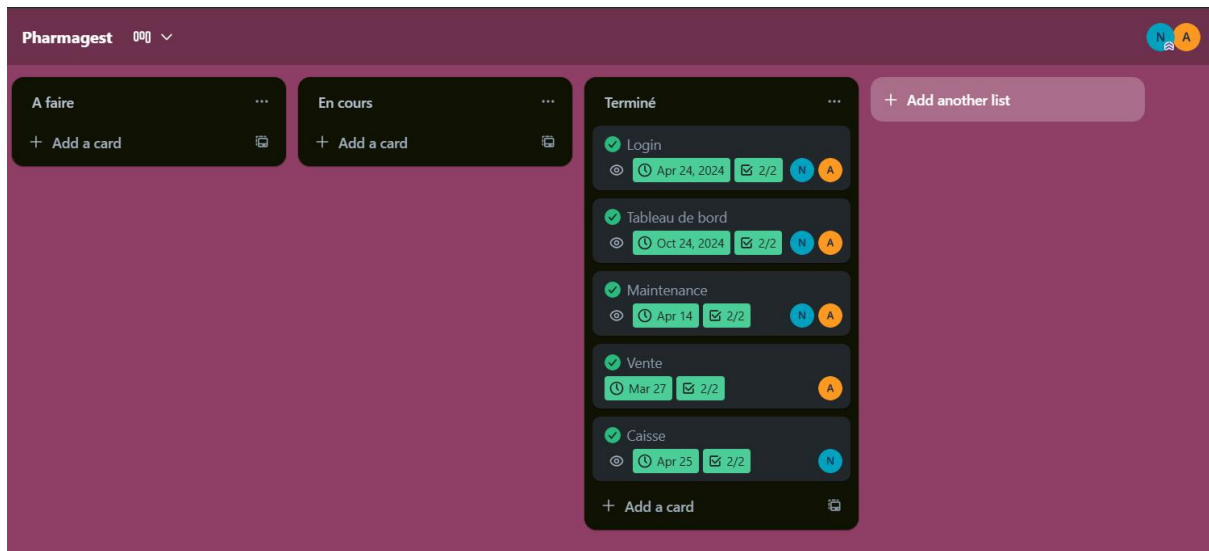 Pharmagest
N A
A faire
+ Add a card
En cours
+ Add a card
Terminé
Login
Apr 24, 2024 2/2 N A
Tableau de bord
Oct 24, 2024 2/2 N A
Maintenance
Apr 14 2/2 N A
Vente
Mar 27 2/2 A
Caisse
Apr 25 2/2 N
+ Add a card
+ Add another list